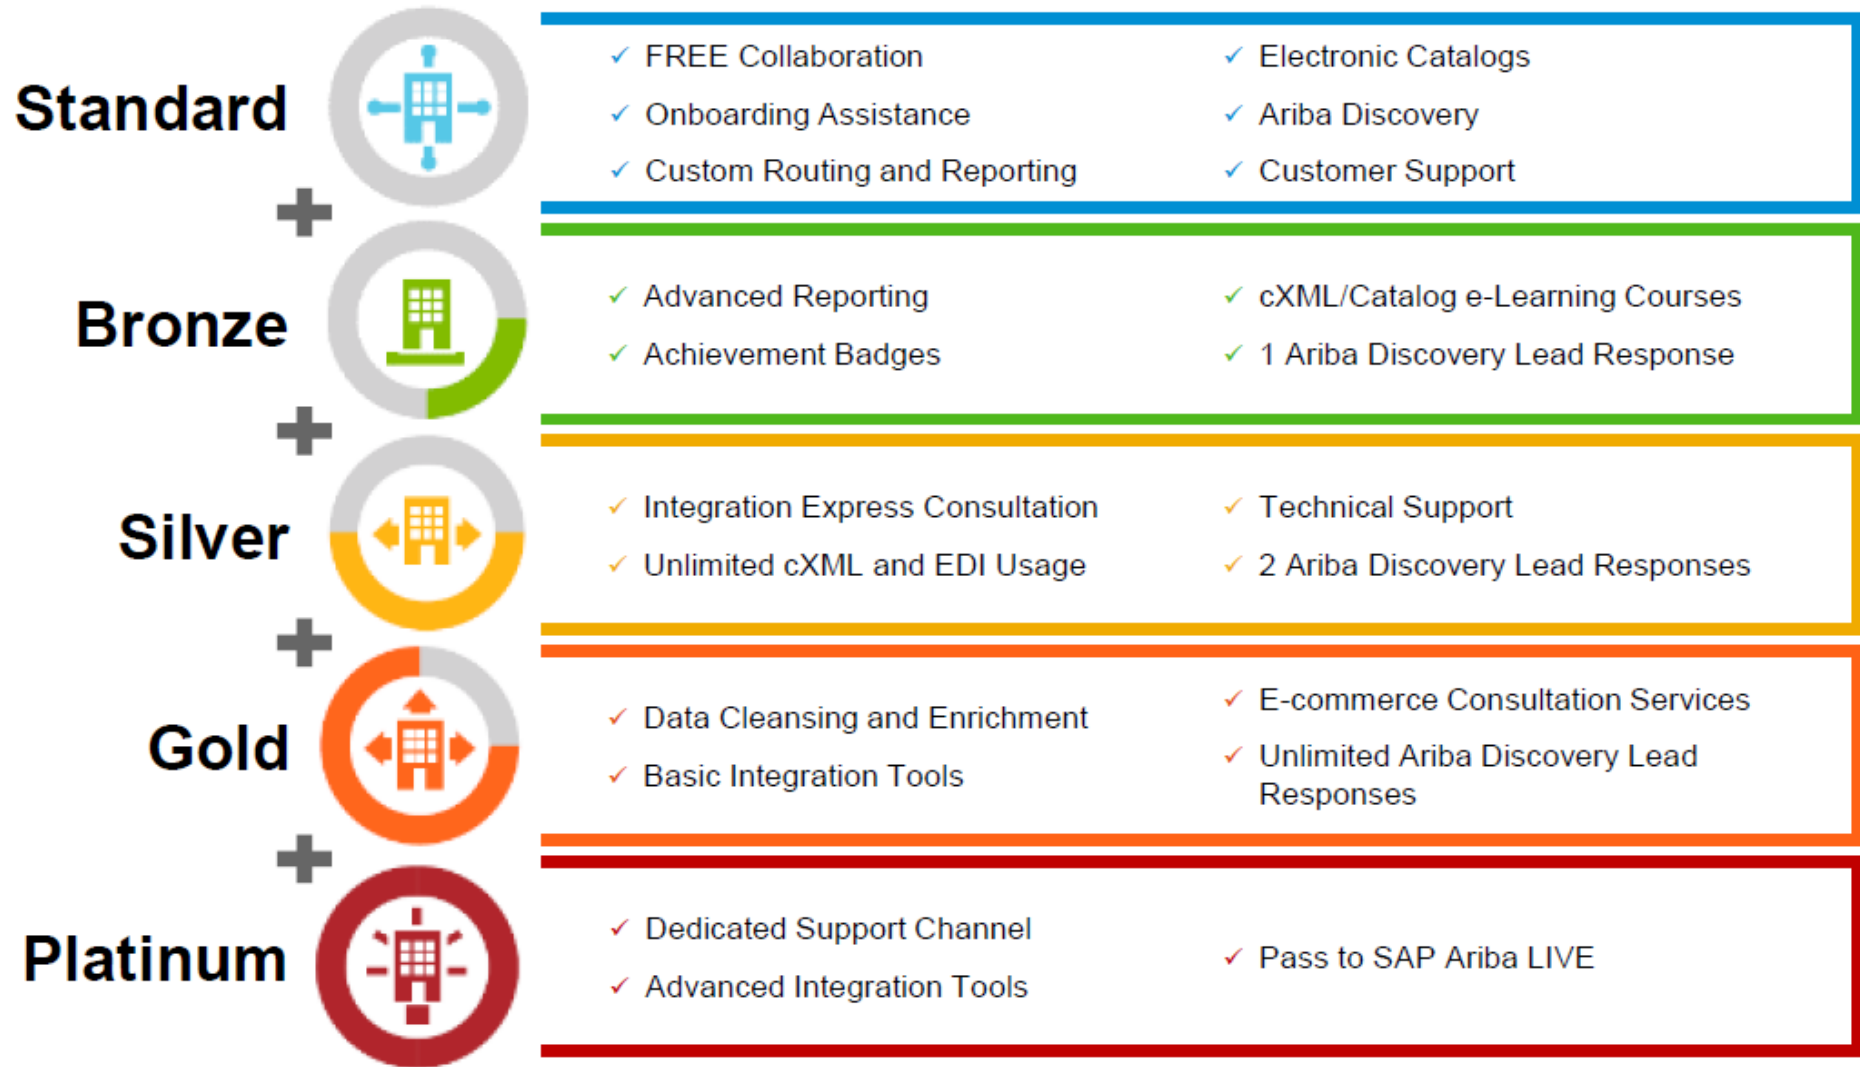 Standard
FREE Collaboration
Onboarding Assistance
Custom Routing and Reporting
Electronic Catalogs
Ariba Discovery
Customer Support
Bronze
Advanced Reporting
Achievement Badges
cXML/Catalog e-Learning Courses
1 Ariba Discovery Lead Response
Silver
Integration Express Consultation
Unlimited cXML and EDI Usage
Technical Support
2 Ariba Discovery Lead Responses
Gold
Data Cleansing and Enrichment
Basic Integration Tools
E-commerce Consultation Services
Unlimited Ariba Discovery Lead
Responses
Platinum
Dedicated Support Channel
Advanced Integration Tools
Pass to SAP Ariba LIVE